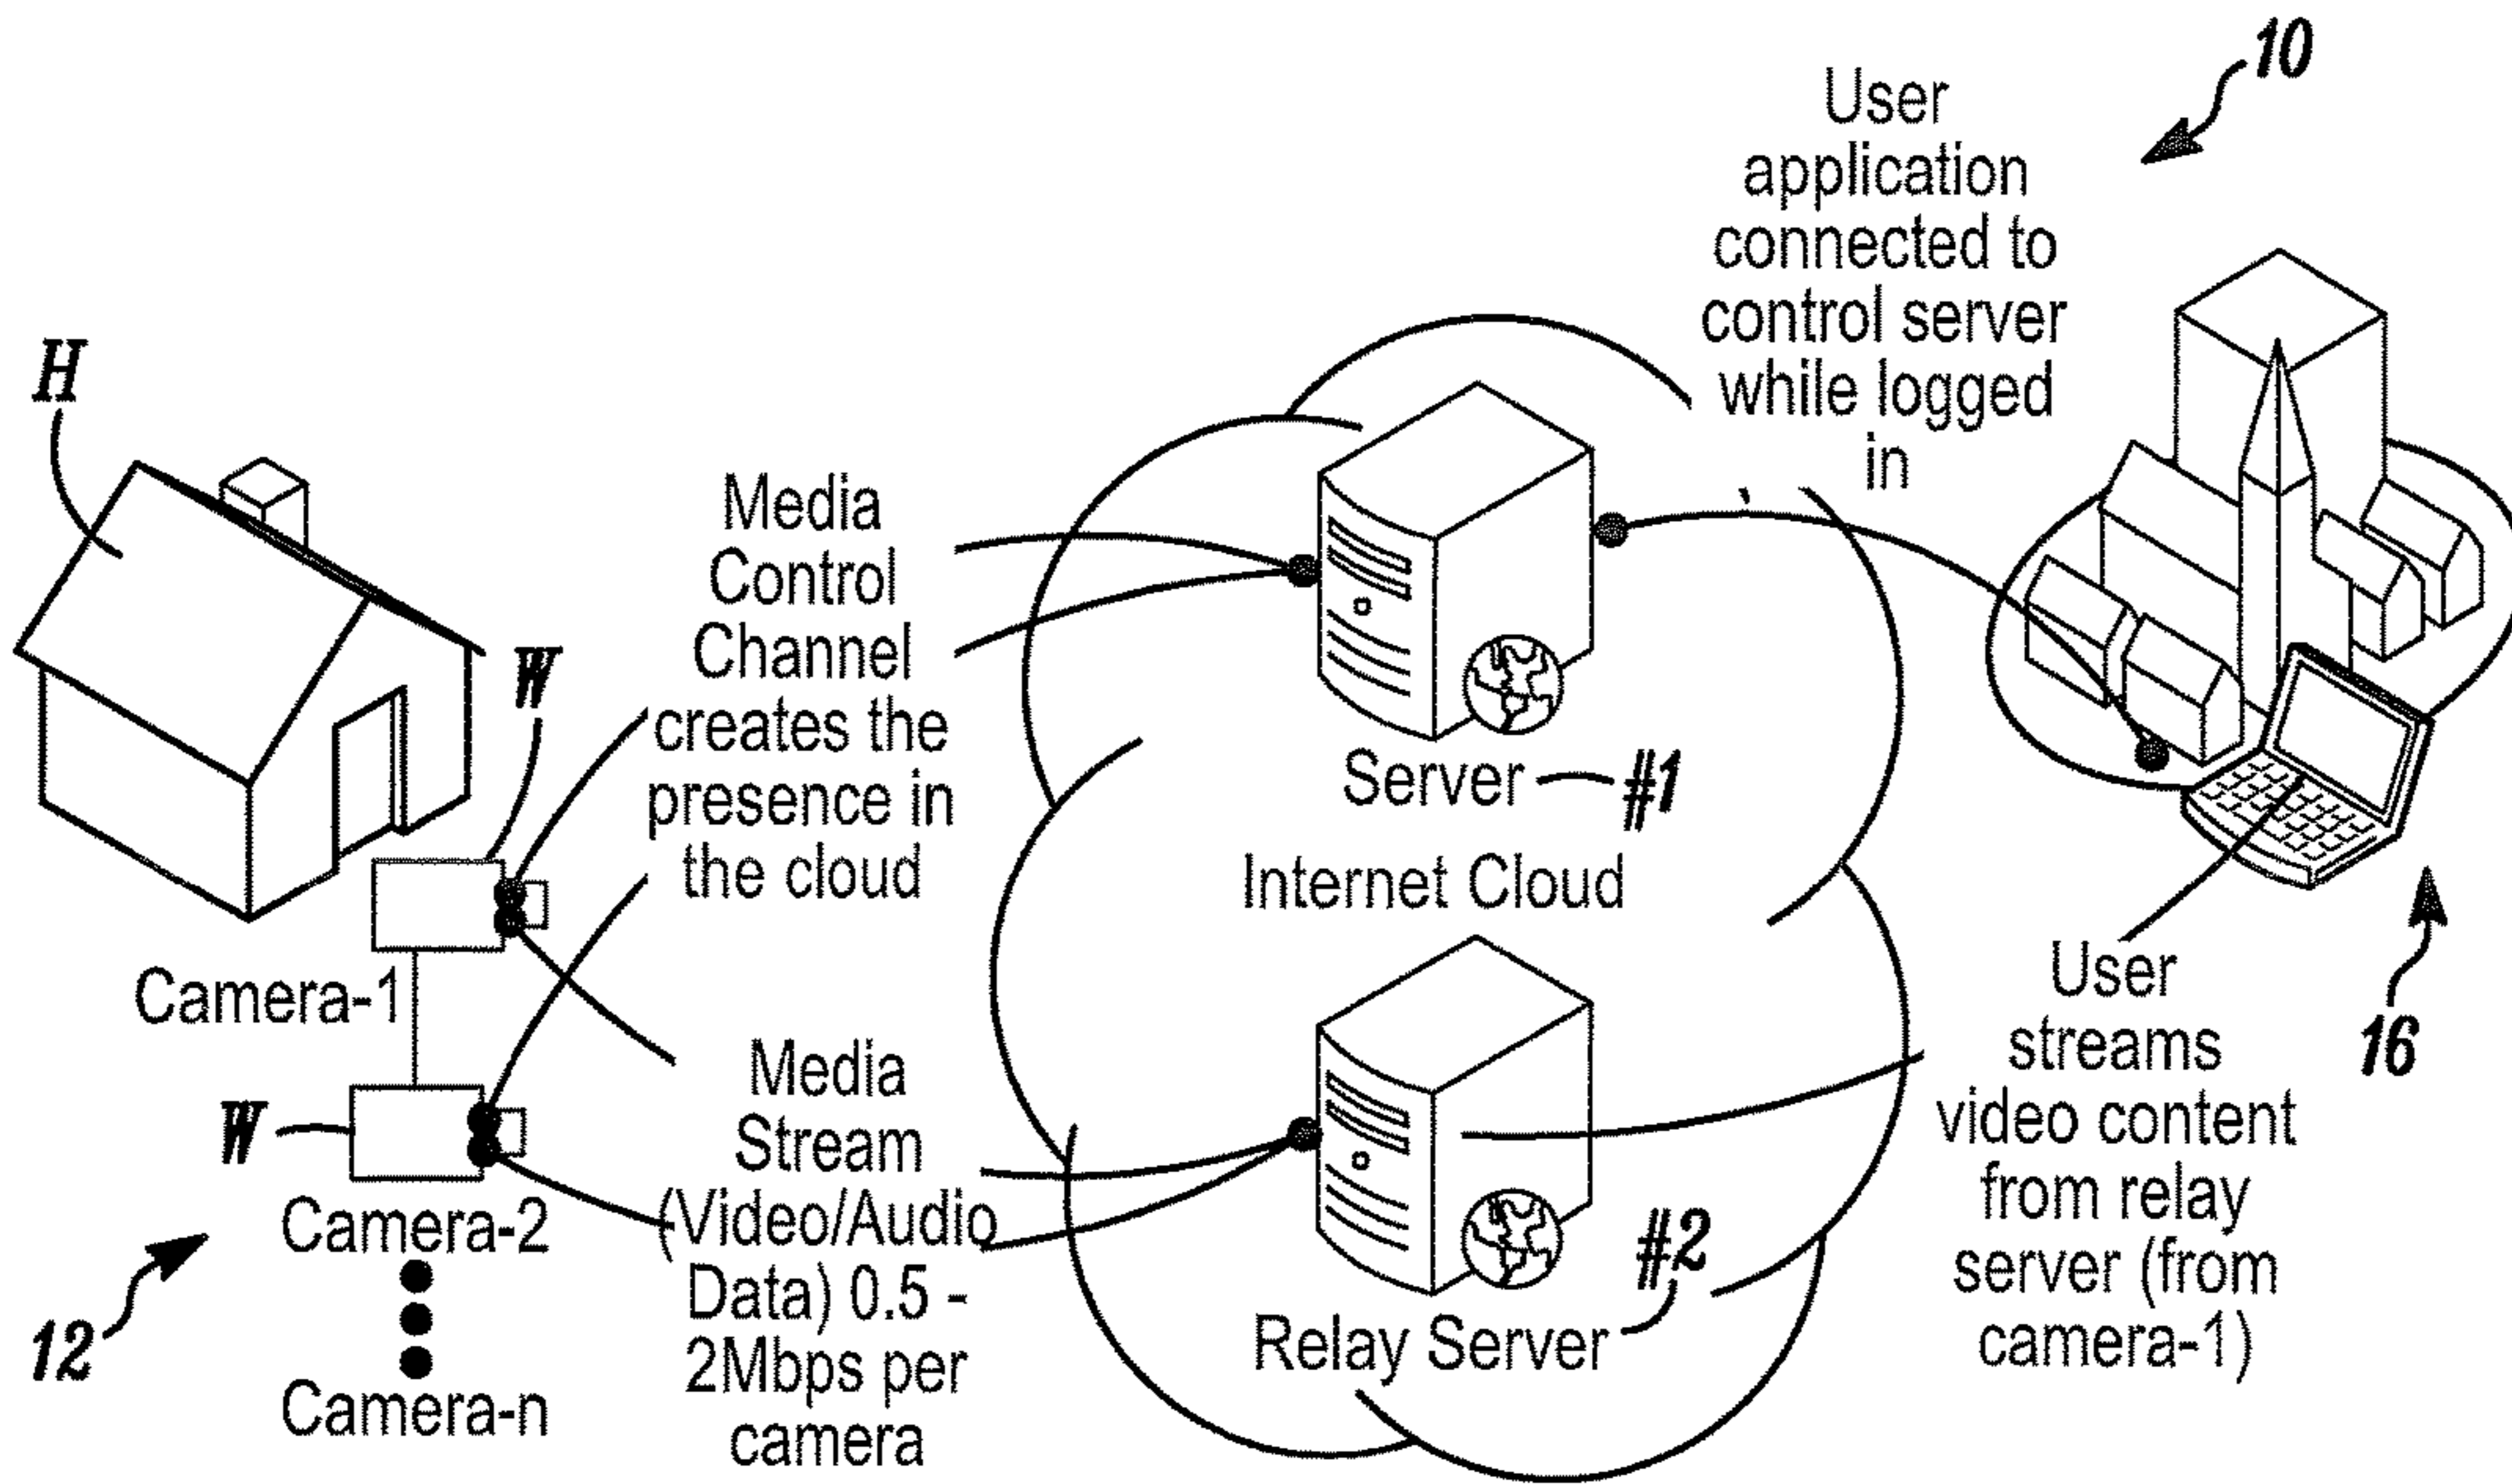 10
User
application
connected to
control server
while logged
in
H
Media
Control
Channel
creates the
presence in
the cloud
W
Server
#1
Internet Cloud
Camera-1
W
Camera-2
12
Camera-n
Media
Stream
(Video/Audio
Data) 0.5 -
2Mbps per
camera
#2
Relay Server
User
streams
video content
from relay
server (from
camera-1)
16